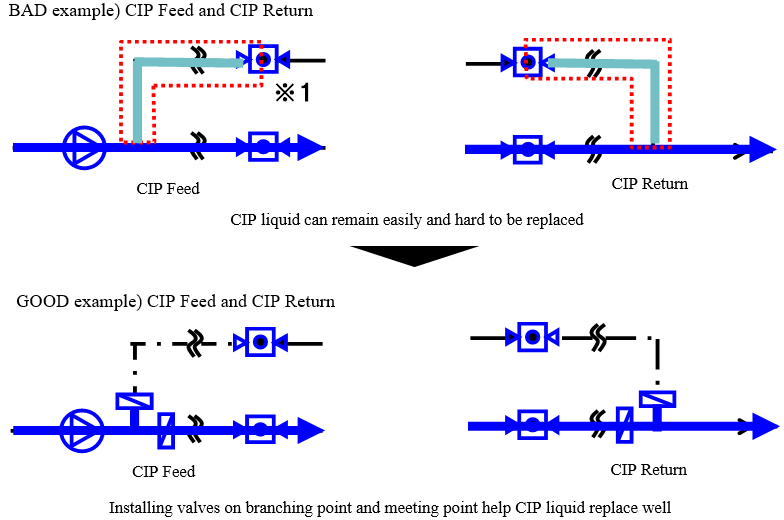 BAD example) CIP Feed and CIP Return
※1
CIP Feed
CIP Return
CIP liquid can remain easily and hard to be replaced
GOOD example) CIP Feed and CIP Return
CIP Feed
CIP Return
Installing valves on branching point and meeting point help CIP liquid replace well